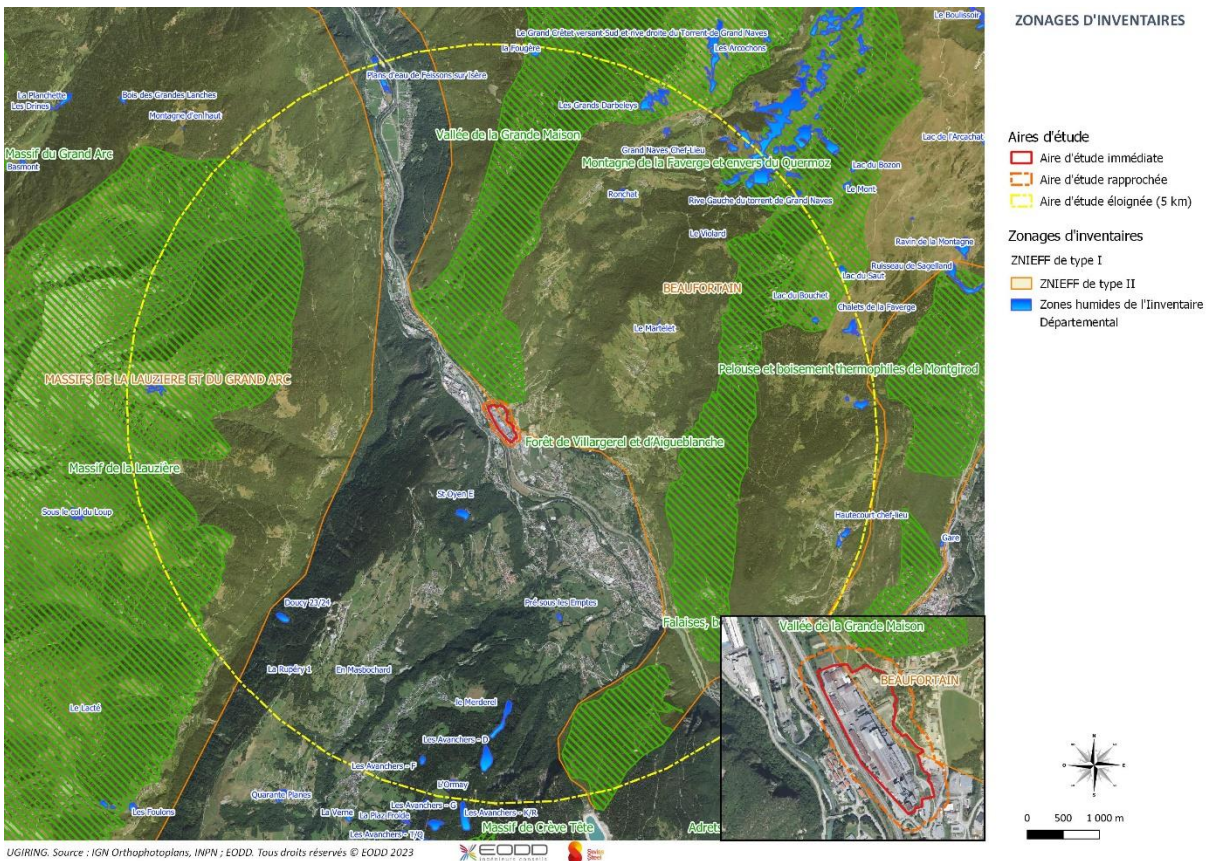 ZONAGES D'INVENTAIRES
Le Boulissoir
Le Grand Crêtet versant-Sud et rive droite du Torrent de Grand Naves
la Fougère
Les Arcochons
Plans d'eau de Feissons sur Isère
La Planchette
Les Drines
Bois des Grandes Lanches
Montagne d'en haut
Les Grands Darbeleys
Vallée de la Grande Maison
Lac de l'Arcachat
Massif du Grand Arc
Basmont
Grand Naves Chef-Lieu
Montagne de la Faverge et envers du Quermoz
Lac du Bozon
Le Mont
Ronchat
Rive Gauche du torrent de Grand Naves
Le Violard
Ravin de la Montagne
Ruisseau de Sagelland
Lac du Saut
BEAUFORTAIN
Lac du Bouchet
Chalets de la Faverge
Le Martelet
Pelouse et boisement thermophiles de Montgirod
MASSIFS DE LA LAUZIERE ET DU GRAND ARC
Forêt de Villargerel et d'Aigueblanche
Massif de la Lauzière
St-Oyen E
Sous le col du Loup
Hautecourt chef-lieu
Gare
Doucy 23/24
Pré sous les Emptes
Falaises, b
La Rupéry 1
En Masbochard
Le Lacté
le Merderel
Les Avanchers - D
Les Avanchers - F
L'Ormay
Quarante Planes
Les Avanchers - G
Les Avanchers - K/R
Les Foulons
La Verne
La Plaz Froide
Les Avanchers - I/Q
Massif de Crève Tête
Adrets
Vallée de la Grande Maison
BEAUFORTAIN
Aires d'étude
Aire d'étude immédiate
Aire d'étude rapprochée
Aire d'étude éloignée (5 km)
Zonages d'inventaires
ZNIEFF de type I
ZNIEFF de type II
Zones humides de l'Iinventaire
Départemental
N
E
S
O
0 500 1 000 m
UGIRING. Source : IGN Orthophotoplans, INPN ; EODD. Tous droits réservés © EODD 2023
EODD
ingénieurs conseils
Swiss
Steel